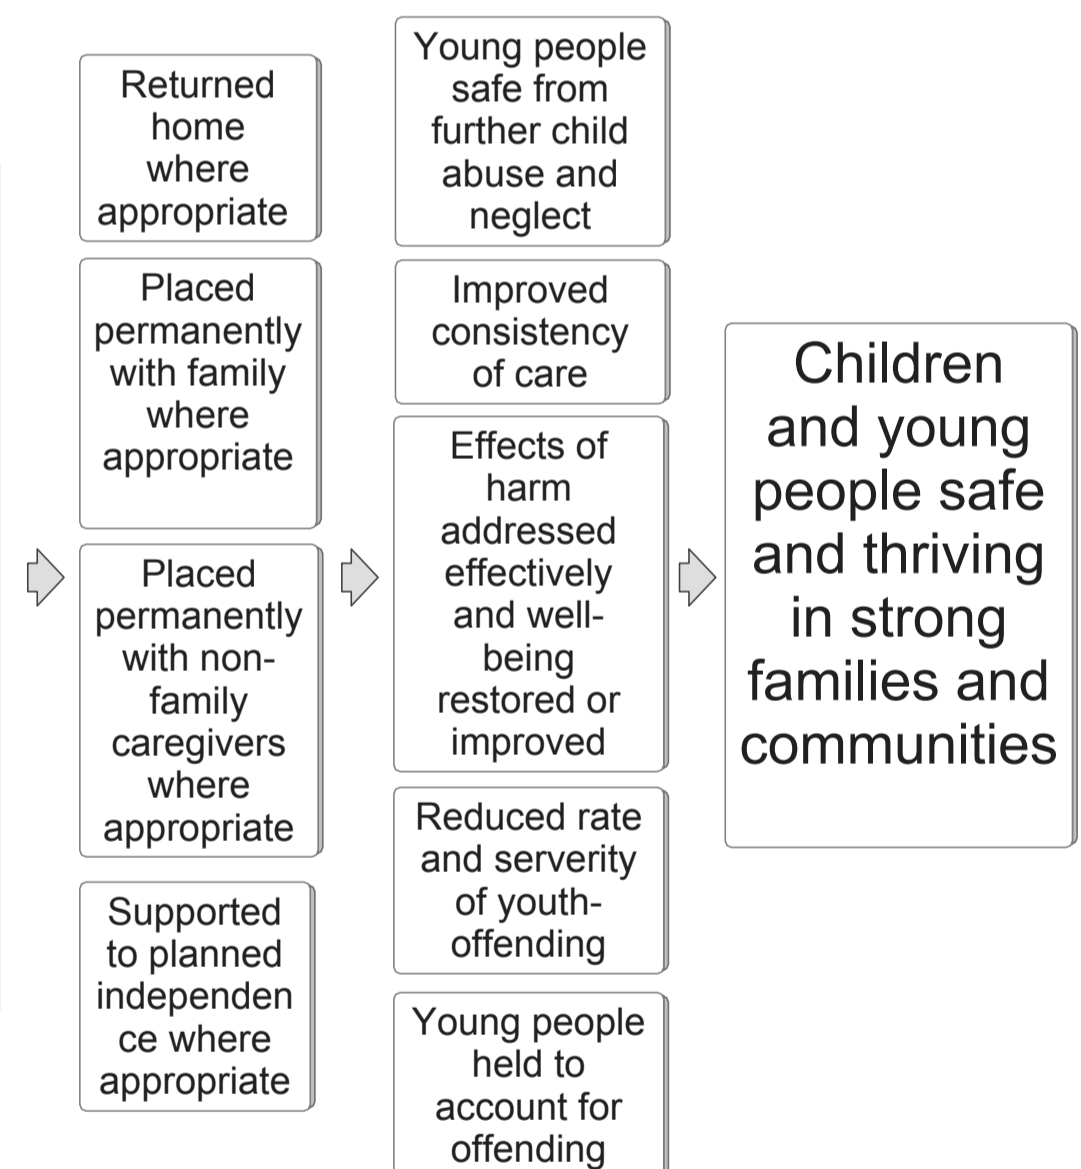 Returned
home
where
appropriate
Placed
permanently
with family
where
appropriate
Placed
permanently
with non-
family
caregivers
where
appropriate
Supported
to planned
independen
ce where
appropriate
Young people
safe from
further child
abuse and
neglect
Improved
consistency
of care
Effects of
harm
addressed
effectively
and well-
being
restored or
improved
Reduced rate
and serverity
of youth-
offending
Young people
held to
account for
offending
Children
and young
people safe
and thriving
in strong
families and
communities